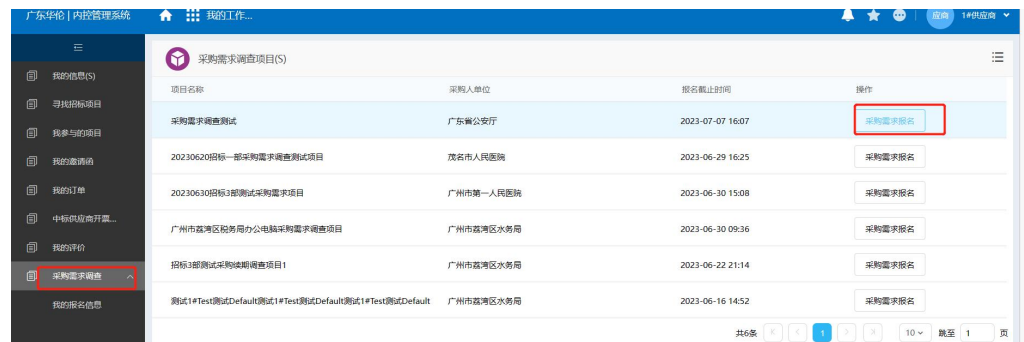 广东华伦 | 内控管理系统 我的工作... 应商 1#供应商
采购需求调查项目(S)
我的信息(S)
寻找招标项目
我参与的项目
我的邀请函
我的订单
中标供应商开票...
我的评价
采购需求调查
我的报名信息
项目名称 采购人单位 报名截止时间 操作
采购需求调查测试 广东省公安厅 2023-07-07 16:07 采购需求报名
20230620招标一部采购需求调查测试项目 茂名市人民医院 2023-06-29 16:25 采购需求报名
20230630招标3部测试采购需求项目 广州市第一人民医院 2023-06-30 15:08 采购需求报名
广州市荔湾区税务局办公电脑采购需求调查项目 广州市荔湾区水务局 2023-06-30 09:36 采购需求报名
招标3部测试采购续期调查项目1 广州市荔湾区水务局 2023-06-22 21:14 采购需求报名
测试1#Test测试Default测试1#Test测试Default测试1#Test测试Default 广州市荔湾区水务局 2023-06-16 14:52 采购需求报名
共6条 1 10 跳至 1 页